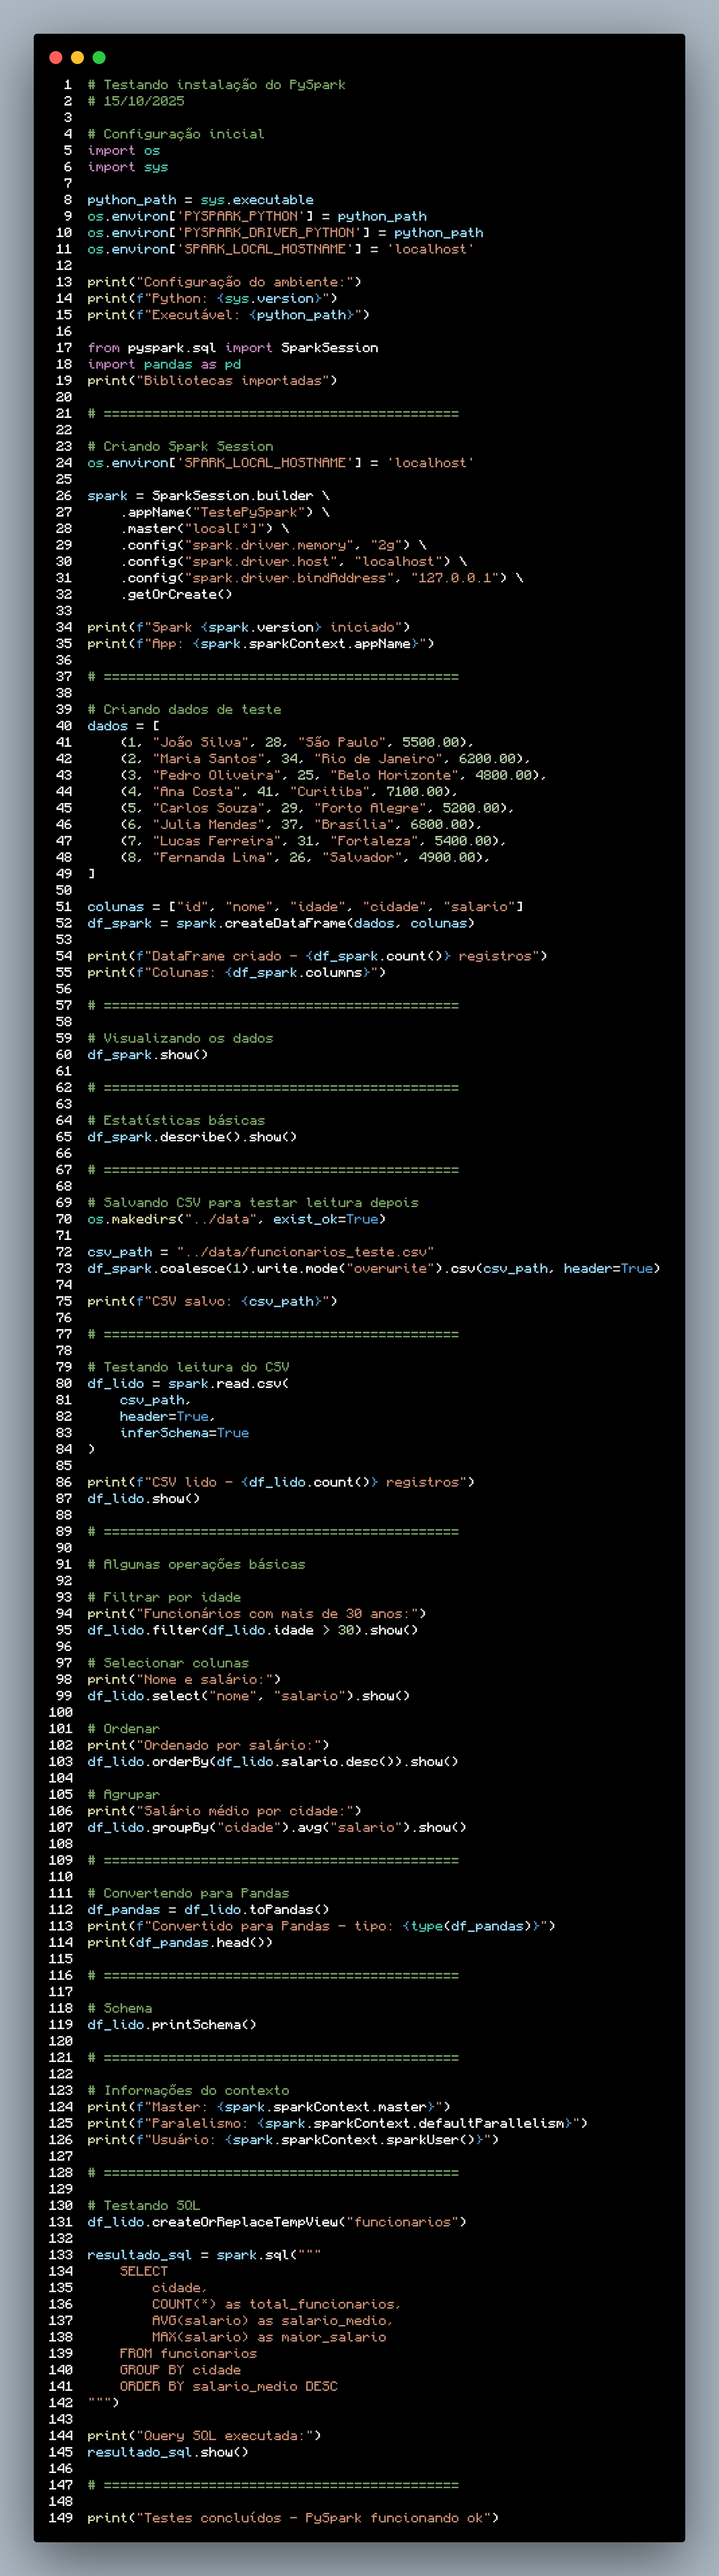 1 # Testando instalação do PySpark
2 # 15/10/2025
3
4 # Configuração inicial
5 import os
6 import sys
7
8 python_path = sys.executable
9 os.environ['PYSPARK_PYTHON'] = python_path
10 os.environ['PYSPARK_DRIVER_PYTHON'] = python_path
11 os.environ['SPARK_LOCAL_HOSTNAME'] = 'localhost'
12
13 print("Configuração do ambiente:")
14 print(f"Python: {sys.version}")
15 print(f"Executável: {python_path}")
16
17 from pyspark.sql import SparkSession
18 import pandas as pd
19 print("Bibliotecas importadas")
20
21 # ============================================
22
23 # Criando Spark Session
24 os.environ['SPARK_LOCAL_HOSTNAME'] = 'localhost'
25
26 spark = SparkSession.builder \
27     .appName("TestePySpark") \
28     .master("local[*]") \
29     .config("spark.driver.memory", "2g") \
30     .config("spark.driver.host", "localhost") \
31     .config("spark.driver.bindAddress", "127.0.0.1") \
32     .getOrCreate()
33
34 print(f"Spark {spark.version} iniciado")
35 print(f"App: {spark.sparkContext.appName}")
36
37 # ============================================
38
39 # Criando dados de teste
40 dados = [
41     (1, "João Silva", 28, "São Paulo", 5500.00),
42     (2, "Maria Santos", 34, "Rio de Janeiro", 6200.00),
43     (3, "Pedro Oliveira", 25, "Belo Horizonte", 4800.00),
44     (4, "Ana Costa", 41, "Curitiba", 7100.00),
45     (5, "Carlos Souza", 29, "Porto Alegre", 5200.00),
46     (6, "Julia Mendes", 37, "Brasília", 6800.00),
47     (7, "Lucas Ferreira", 31, "Fortaleza", 5400.00),
48     (8, "Fernanda Lima", 26, "Salvador", 4900.00),
49 ]
50
51 colunas = ["id", "nome", "idade", "cidade", "salario"]
52 df_spark = spark.createDataFrame(dados, colunas)
53
54 print(f"DataFrame criado - {df_spark.count()} registros")
55 print(f"Colunas: {df_spark.columns}")
56
57 # ============================================
58
59 # Visualizando os dados
60 df_spark.show()
61
62 # ============================================
63
64 # Estatísticas básicas
65 df_spark.describe().show()
66
67 # ============================================
68
69 # Salvando CSV para testar leitura depois
70 os.makedirs("../data", exist_ok=True)
71
72 csv_path = "../data/funcionarios_teste.csv"
73 df_spark.coalesce(1).write.mode("overwrite").csv(csv_path, header=True)
74
75 print(f"CSV salvo: {csv_path}")
76
77 # ============================================
78
79 # Testando leitura do CSV
80 df_lido = spark.read.csv(
81     csv_path,
82     header=True,
83     inferSchema=True
84 )
85
86 print(f"CSV lido - {df_lido.count()} registros")
87 df_lido.show()
88
89 # ============================================
90
91 # Algumas operações básicas
92
93 # Filtrar por idade
94 print("Funcionários com mais de 30 anos:")
95 df_lido.filter(df_lido.idade > 30).show()
96
97 # Selecionar colunas
98 print("Nome e salário:")
99 df_lido.select("nome", "salario").show()
100
101 # Ordenar
102 print("Ordenado por salário:")
103 df_lido.orderBy(df_lido.salario.desc()).show()
104
105 # Agrupar
106 print("Salário médio por cidade:")
107 df_lido.groupBy("cidade").avg("salario").show()
108
109 # ============================================
110
111 # Convertendo para Pandas
112 df_pandas = df_lido.toPandas()
113 print(f"Convertido para Pandas - tipo: {type(df_pandas)}")
114 print(df_pandas.head())
115
116 # ============================================
117
118 # Schema
119 df_lido.printSchema()
120
121 # ============================================
122
123 # Informações do contexto
124 print(f"Master: {spark.sparkContext.master}")
125 print(f"Paralelismo: {spark.sparkContext.defaultParallelism}")
126 print(f"Usuário: {spark.sparkContext.sparkUser()}")
127
128 # ============================================
129
130 # Testando SQL
131 df_lido.createOrReplaceTempView("funcionarios")
132
133 resultado_sql = spark.sql("""
134     SELECT
135         cidade,
136         COUNT(*) as total_funcionarios,
137         AVG(salario) as salario_medio,
138         MAX(salario) as maior_salario
139     FROM funcionarios
140     GROUP BY cidade
141     ORDER BY salario_medio DESC
142 """)
143
144 print("Query SQL executada:")
145 resultado_sql.show()
146
147 # ============================================
148
149 print("Testes concluídos - PySpark funcionando ok")